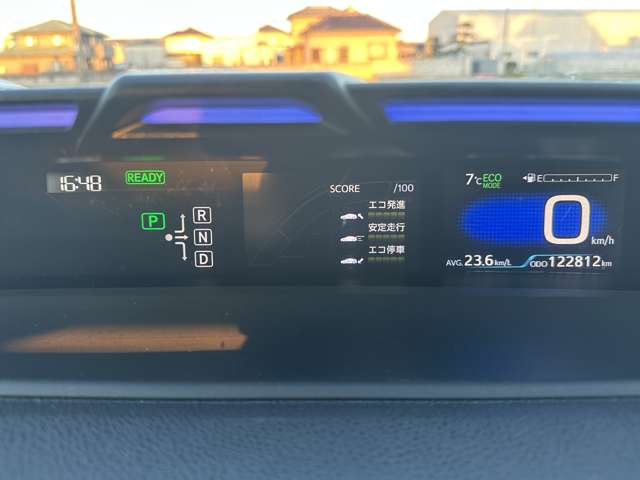 16:48 READY
P
R
N
D
SCORE /100
エコ発進
安定走行
エコ停車
7℃ ECO MODE
E F
0 km/h
AVG. 23.6 km/L ODO 122812 km